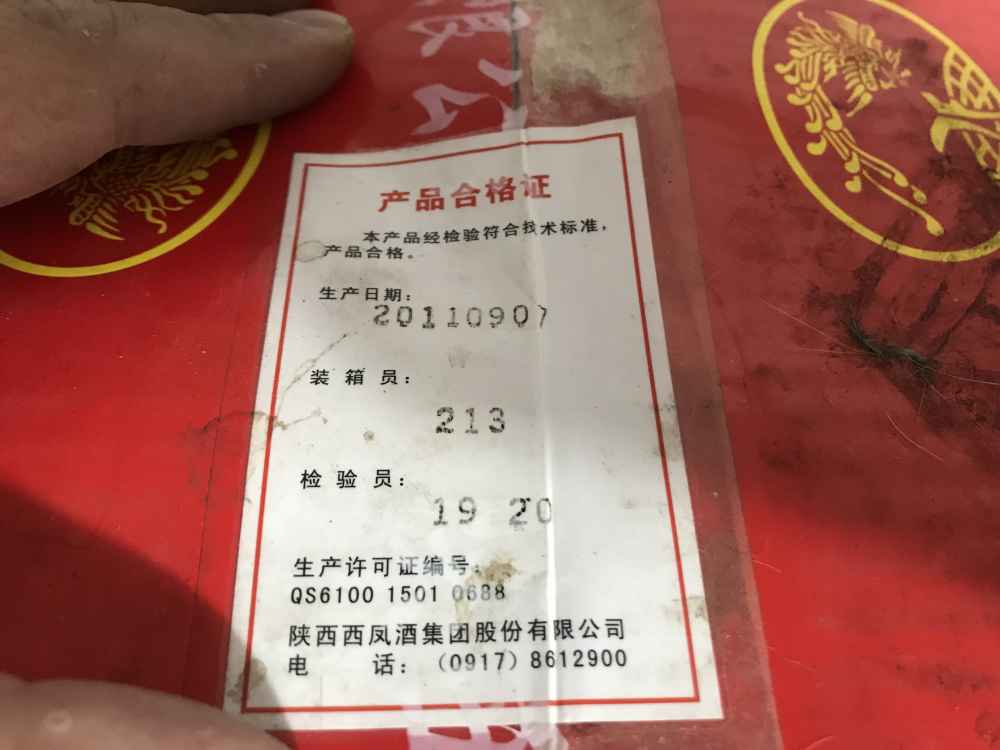 产品合格证
本产品经检验符合技术标准，
产品合格。
生产日期：
20110907
装箱员：
213
检验员：
19 20
生产许可证编号：
QS6100 1501 0688
陕西西凤酒集团股份有限公司
电 话：（0917）8612900